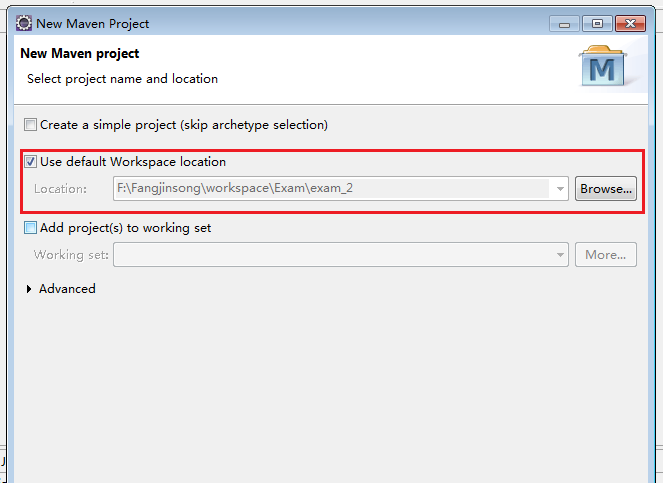 New Maven Project
New Maven project
Select project name and location
M
Create a simple project (skip archetype selection)
Use default Workspace location
Location: F:\Fangjinsong\workspace\Exam\exam_2 Browse...
Add project(s) to working set
Working set: More...
Advanced
J